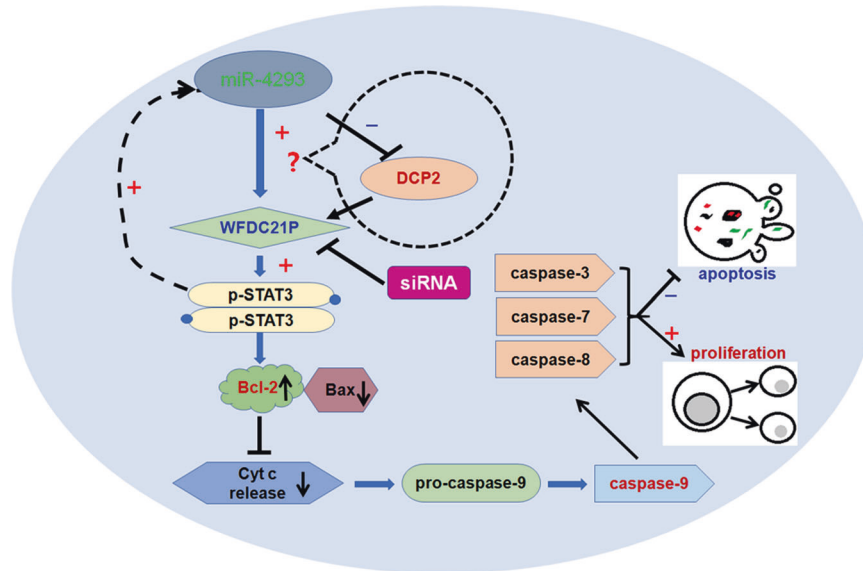 miR-4293
+
–
?
DCP2
+
WFDC21P
+
siRNA
p-STAT3
p-STAT3
Bcl-2
Bax
Cyt c
release
pro-caspase-9
caspase-9
caspase-3
caspase-7
caspase-8
apoptosis
–
+
proliferation